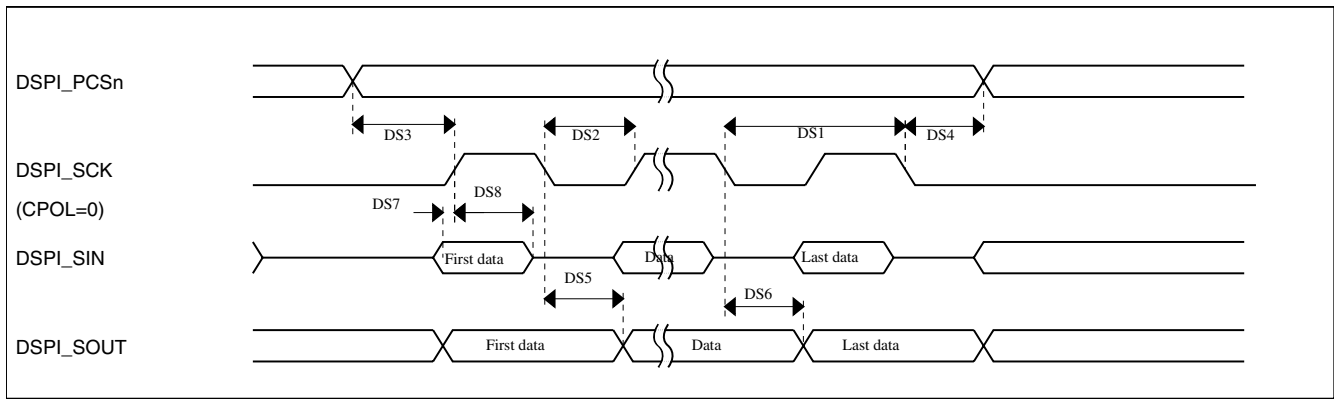 DSPI_PCSn
DS3
DS2
DS1
DS4
DSPI_SCK
(CPOL=0)
DS7
DS8
DSPI_SIN
First data
Data
Last data
DS5
DS6
DSPI_SOUT
First data
Data
Last data